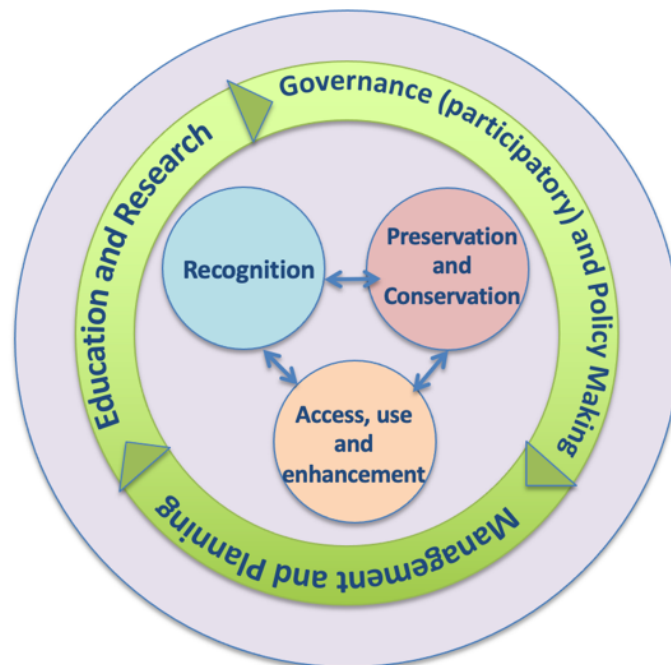 Governance (participatory) and Policy Making
Education and Research
Recognition
Preservation
and
Conservation
Access, use
and
enhancement
Management and Planning